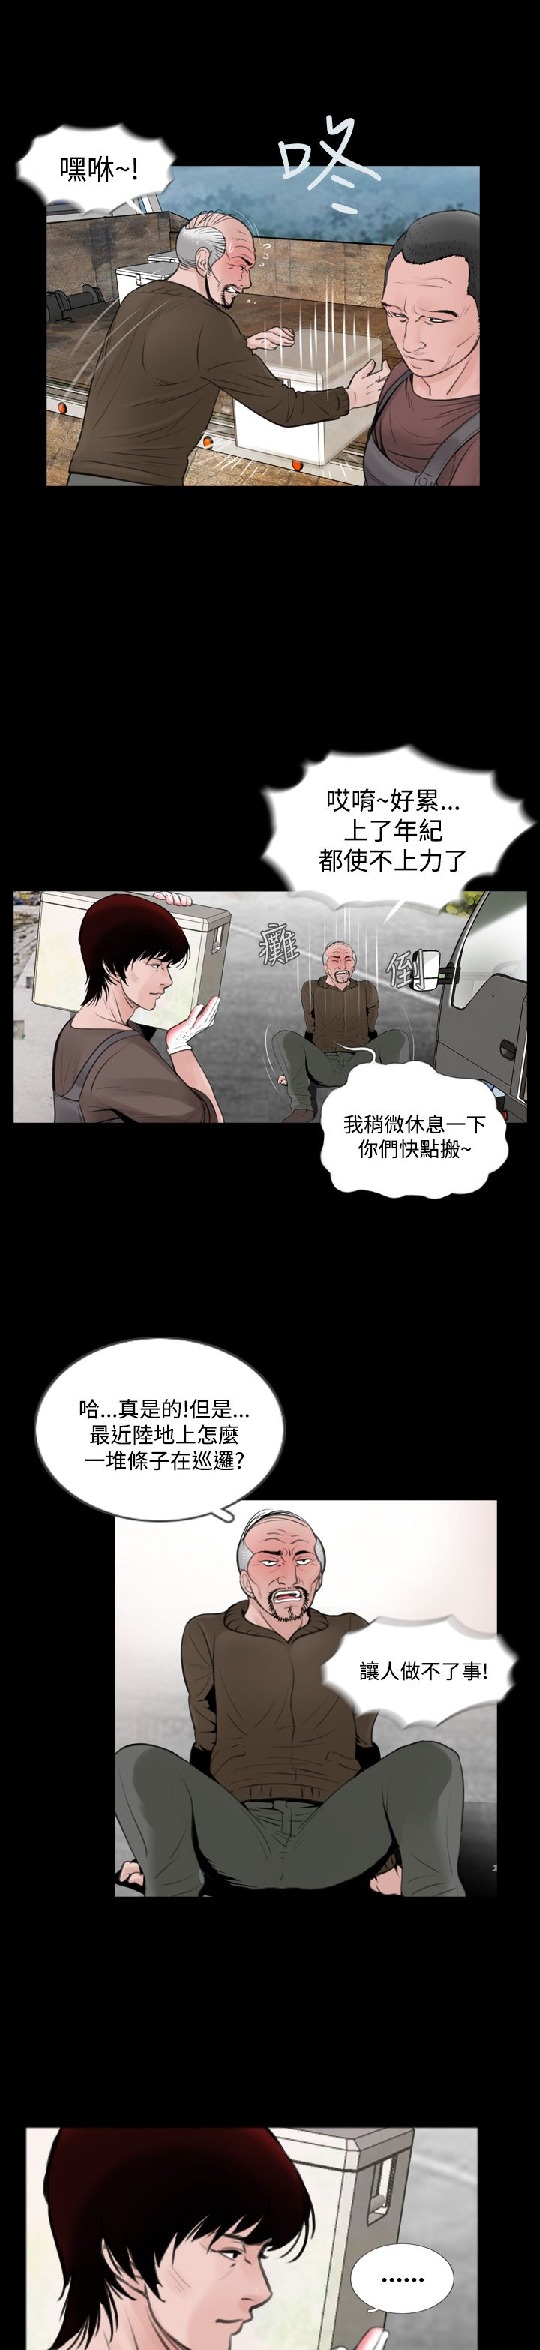 咚
嘿咻~!
哎唷~好累...
上了年紀
都使不上力了
癱
倒
我稍微休息一下
你們快點搬~
哈...真是的!但是...
最近陸地上怎麼
一堆條子在巡邏?
讓人做不了事!
......